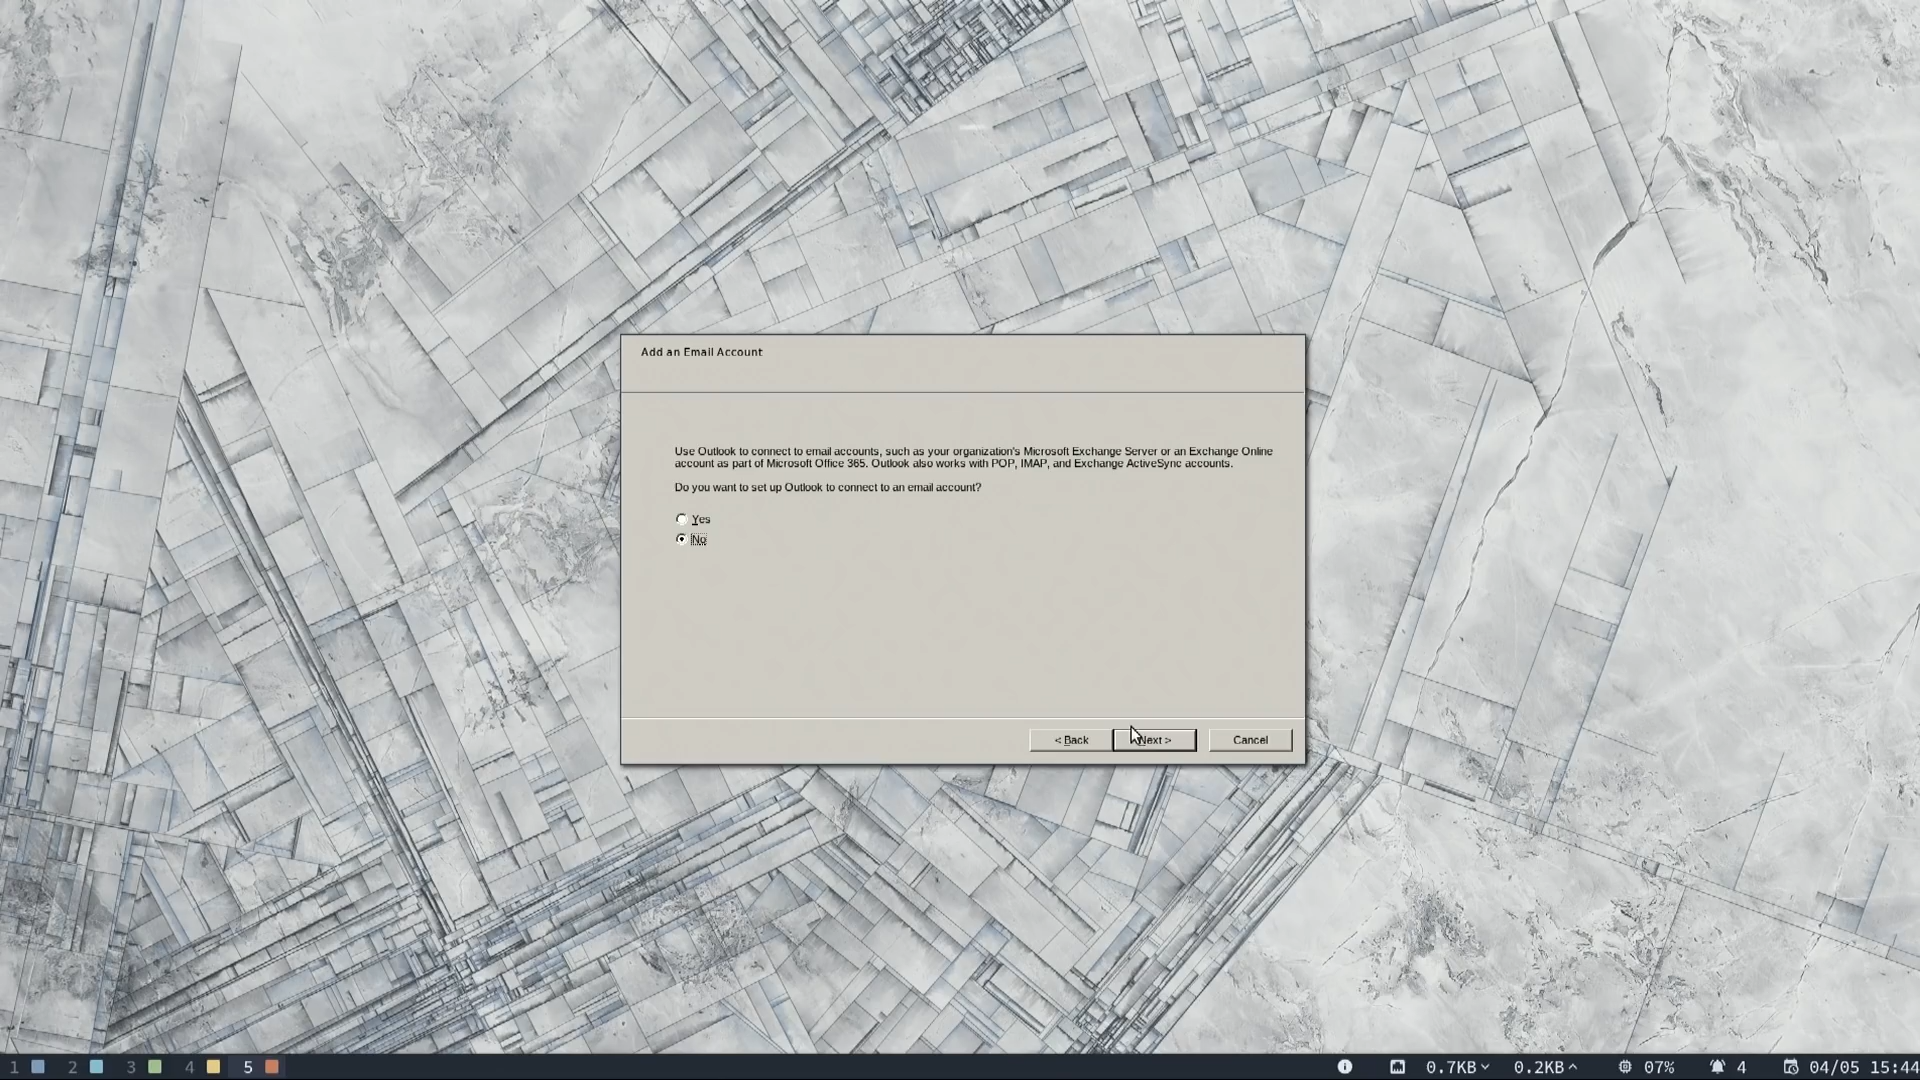 Add an Email Account
Use Outlook to connect to email accounts, such as your organization's Microsoft Exchange Server or an Exchange Online
account as part of Microsoft Office 365. Outlook also works with POP, IMAP, and Exchange ActiveSync accounts.
Do you want to set up Outlook to connect to an email account?
Yes
No
< Back Next > Cancel
1 2 3 4 5 0.7KB 0.2KB 07% 4 04/05 15:44